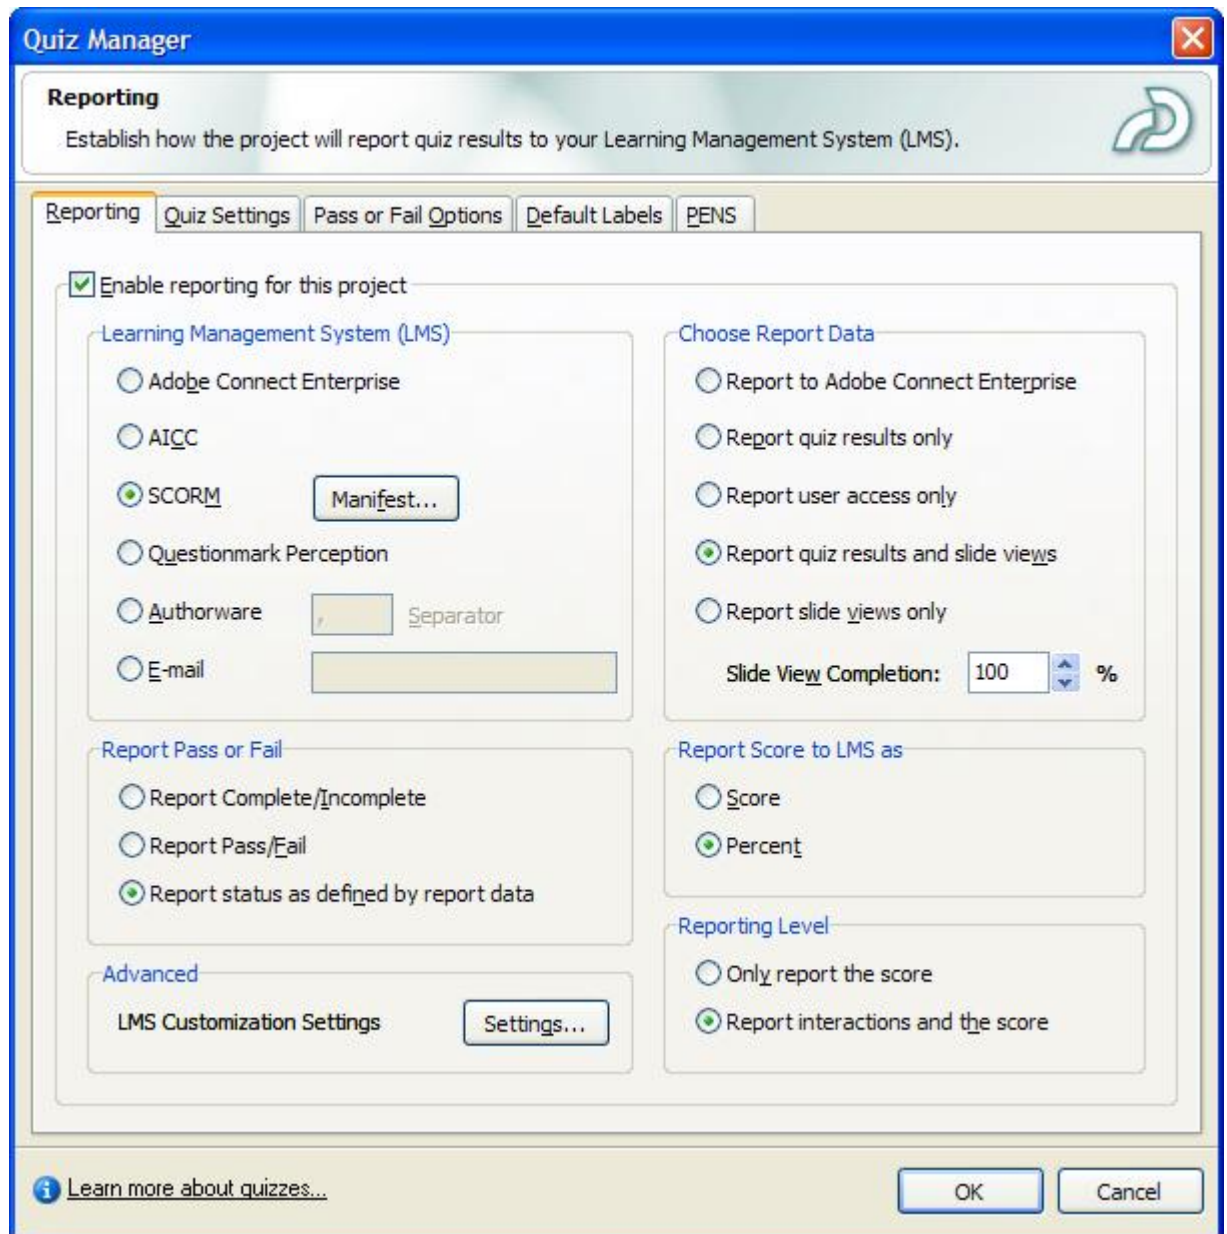 Quiz Manager
Reporting
Establish how the project will report quiz results to your Learning Management System (LMS).
Reporting
Quiz Settings
Pass or Fail Options
Default Labels
PENS
Enable reporting for this project
Learning Management System (LMS)
Adobe Connect Enterprise
AICC
SCORM
Manifest...
Questionmark Perception
Authorware
,
Separator
E-mail
Choose Report Data
Report to Adobe Connect Enterprise
Report quiz results only
Report user access only
Report quiz results and slide views
Report slide views only
Slide View Completion:
100
%
Report Pass or Fail
Report Complete/Incomplete
Report Pass/Fail
Report status as defined by report data
Report Score to LMS as
Score
Percent
Advanced
LMS Customization Settings
Settings...
Reporting Level
Only report the score
Report interactions and the score
Learn more about quizzes...
OK
Cancel